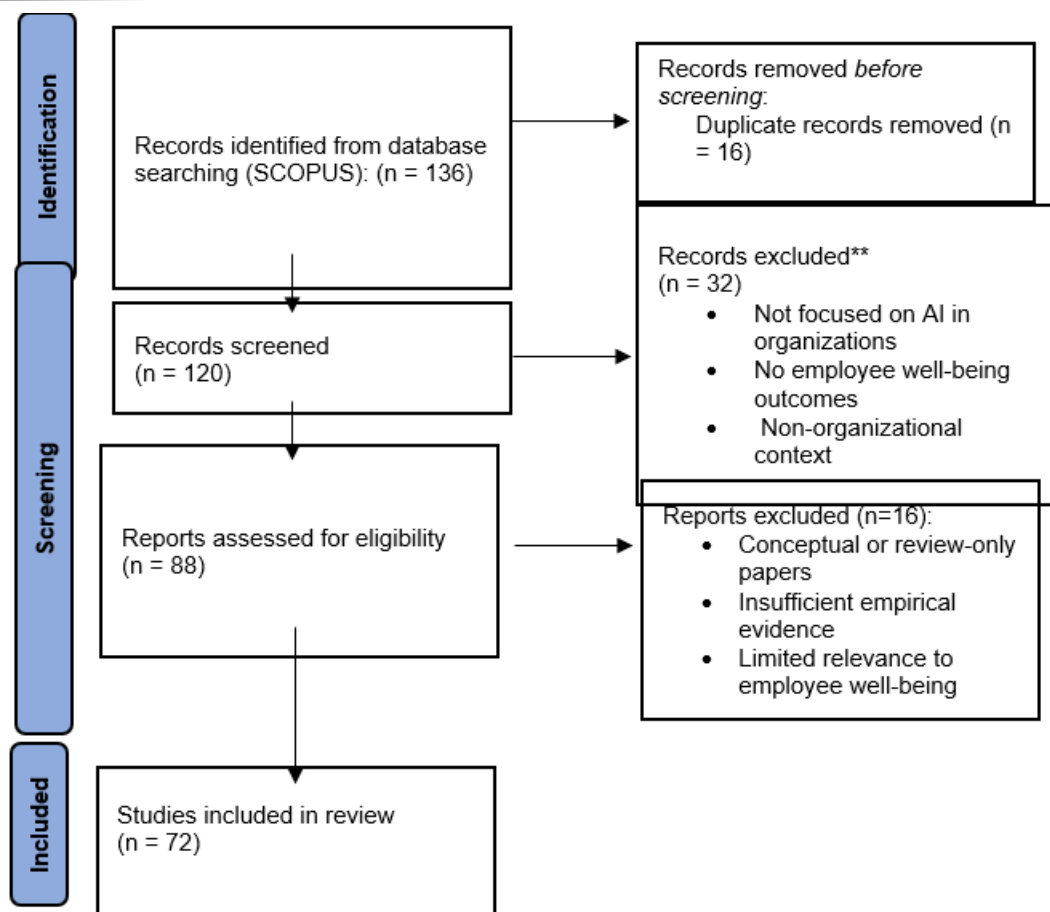 Identification
Records identified from database
searching (SCOPUS): (n = 136)
Records removed before
screening:
Duplicate records removed (n
= 16)
Screening
Records screened
(n = 120)
Records excluded**
(n = 32)
• Not focused on AI in
organizations
• No employee well-being
outcomes
• Non-organizational
context
Reports assessed for eligibility
(n = 88)
Reports excluded (n=16):
• Conceptual or review-only
papers
• Insufficient empirical
evidence
• Limited relevance to
employee well-being
Included
Studies included in review
(n = 72)